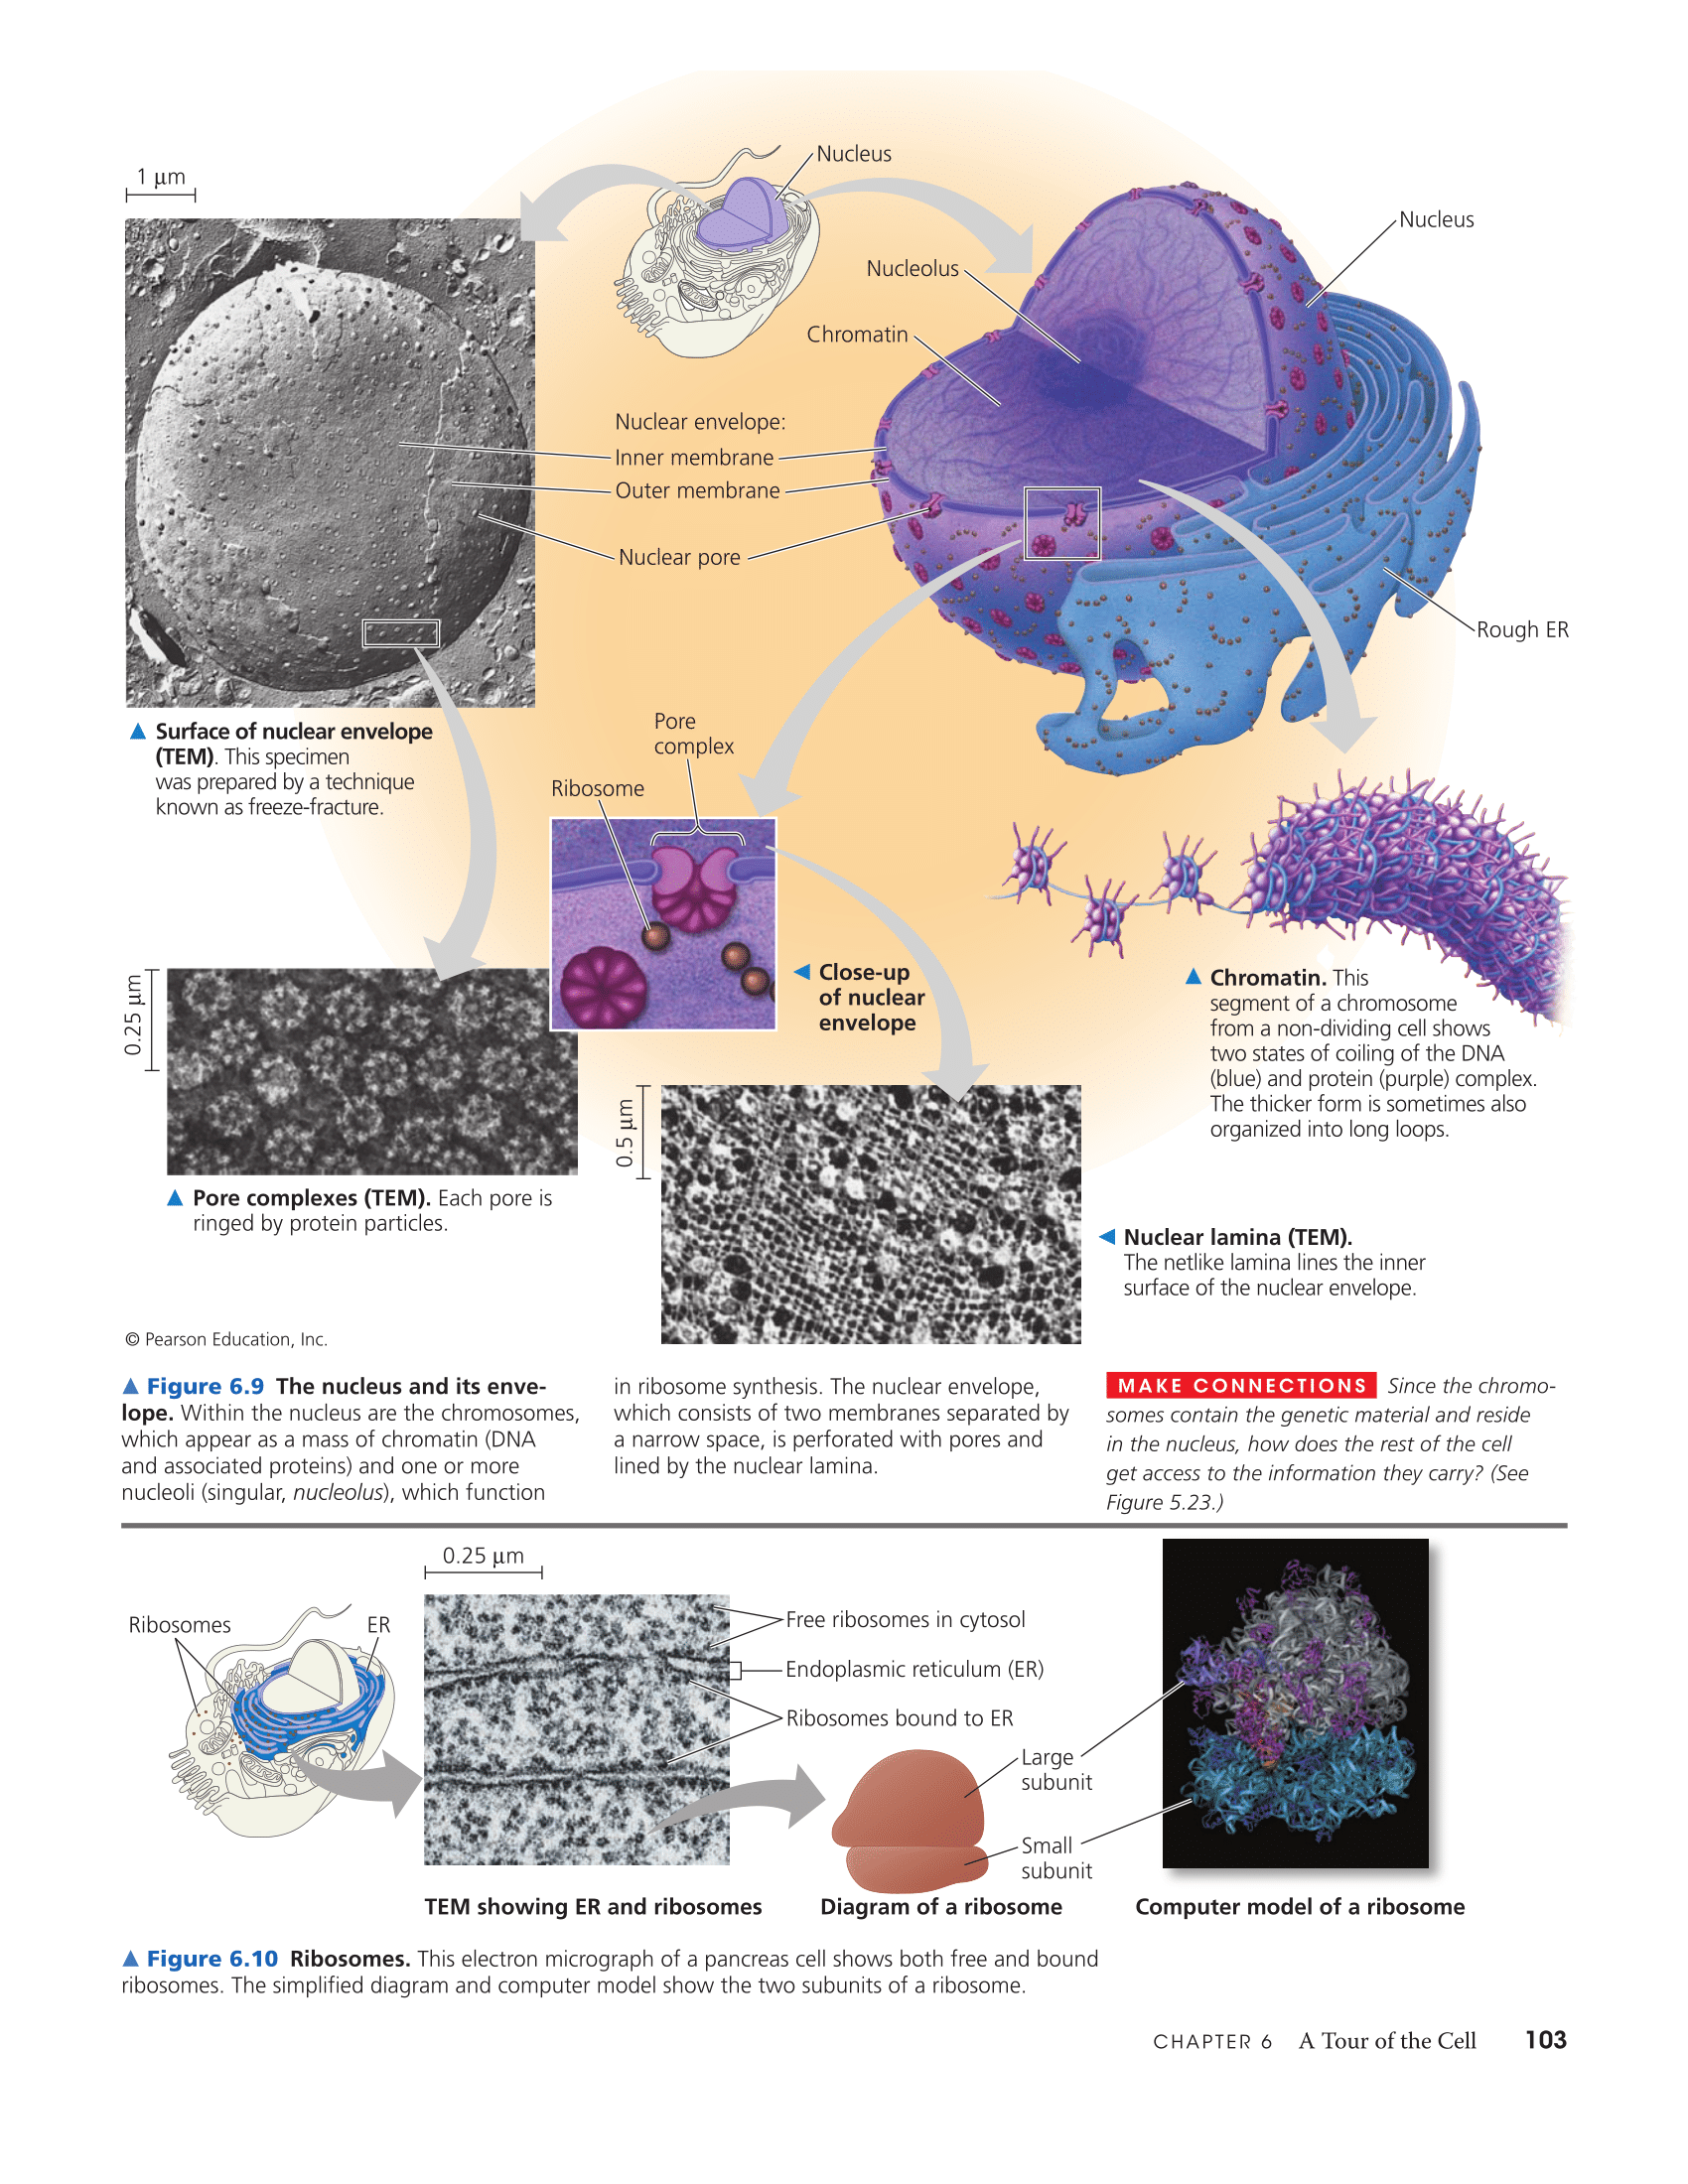 Nucleus
1 μm
Nucleus
Nucleolus
Chromatin
Nuclear envelope:
Inner membrane
Outer membrane
Nuclear pore
Rough ER
▲ Surface of nuclear envelope
(TEM). This specimen
was prepared by a technique
known as freeze-fracture.
Pore
complex
Ribosome
◀ Close-up
of nuclear
envelope
▲ Chromatin. This
segment of a chromosome
from a non-dividing cell shows
two states of coiling of the DNA
(blue) and protein (purple) complex.
The thicker form is sometimes also
organized into long loops.
0.25 μm
0.5 μm
▲ Pore complexes (TEM). Each pore is
ringed by protein particles.
◀ Nuclear lamina (TEM).
The netlike lamina lines the inner
surface of the nuclear envelope.
© Pearson Education, Inc.
▲ Figure 6.9 The nucleus and its enve-
lope. Within the nucleus are the chromosomes,
which appear as a mass of chromatin (DNA
and associated proteins) and one or more
nucleoli (singular, nucleolus), which function
in ribosome synthesis. The nuclear envelope,
which consists of two membranes separated by
a narrow space, is perforated with pores and
lined by the nuclear lamina.
MAKE CONNECTIONS Since the chromo-
somes contain the genetic material and reside
in the nucleus, how does the rest of the cell
get access to the information they carry? (See
Figure 5.23.)
0.25 μm
Ribosomes
ER
Free ribosomes in cytosol
Endoplasmic reticulum (ER)
Ribosomes bound to ER
Large
subunit
Small
subunit
TEM showing ER and ribosomes
Diagram of a ribosome
Computer model of a ribosome
▲ Figure 6.10 Ribosomes. This electron micrograph of a pancreas cell shows both free and bound
ribosomes. The simplified diagram and computer model show the two subunits of a ribosome.
CHAPTER 6 A Tour of the Cell 103